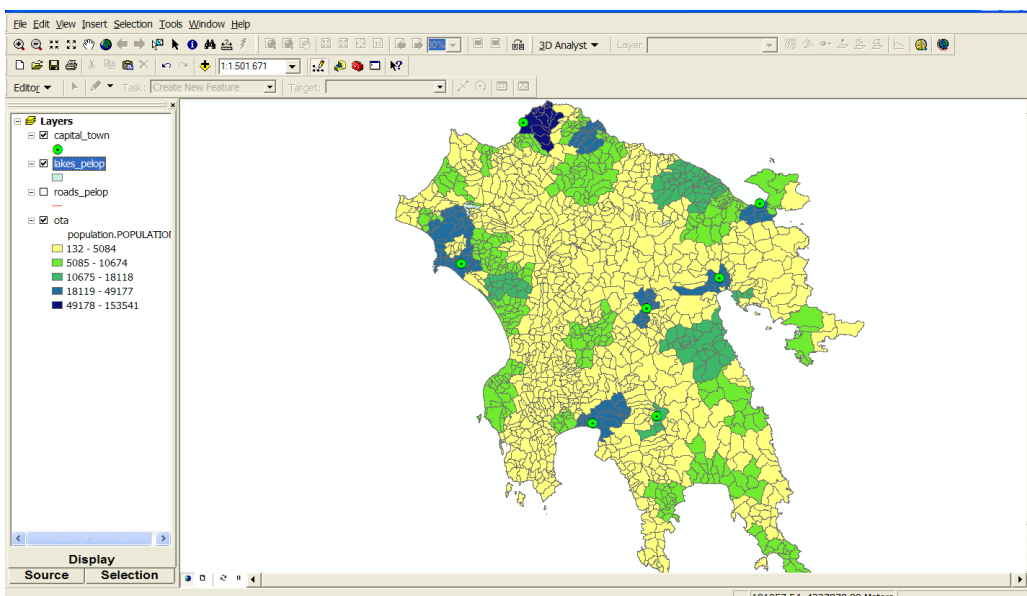 File Edit View Insert Selection Tools Window Help
50% 3D Analyst Layer:
1:1.501.671
Editor Task: Create New Feature Target:
Layers
capital_town
lakes_pelop
roads_pelop
ota
population.POPULATION
132 - 5084
5085 - 10674
10675 - 18118
18119 - 49177
49178 - 153541
Display
Source Selection